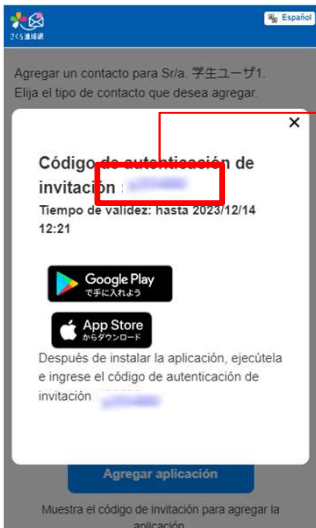 さくら連絡網
Español
Agregar un contacto para Sr/a. 学生ユーザ1.
Elija el tipo de contacto que desea agregar.
×
Código de autenticación de
invitación :
Tiempo de validez: hasta 2023/12/14
12:21
Google Play
で手に入れよう
App Store
からダウンロード
Después de instalar la aplicación, ejecútela
e ingrese el código de autenticación de
invitación
Agregar aplicación
Muestra el código de invitación para agregar la
aplicación